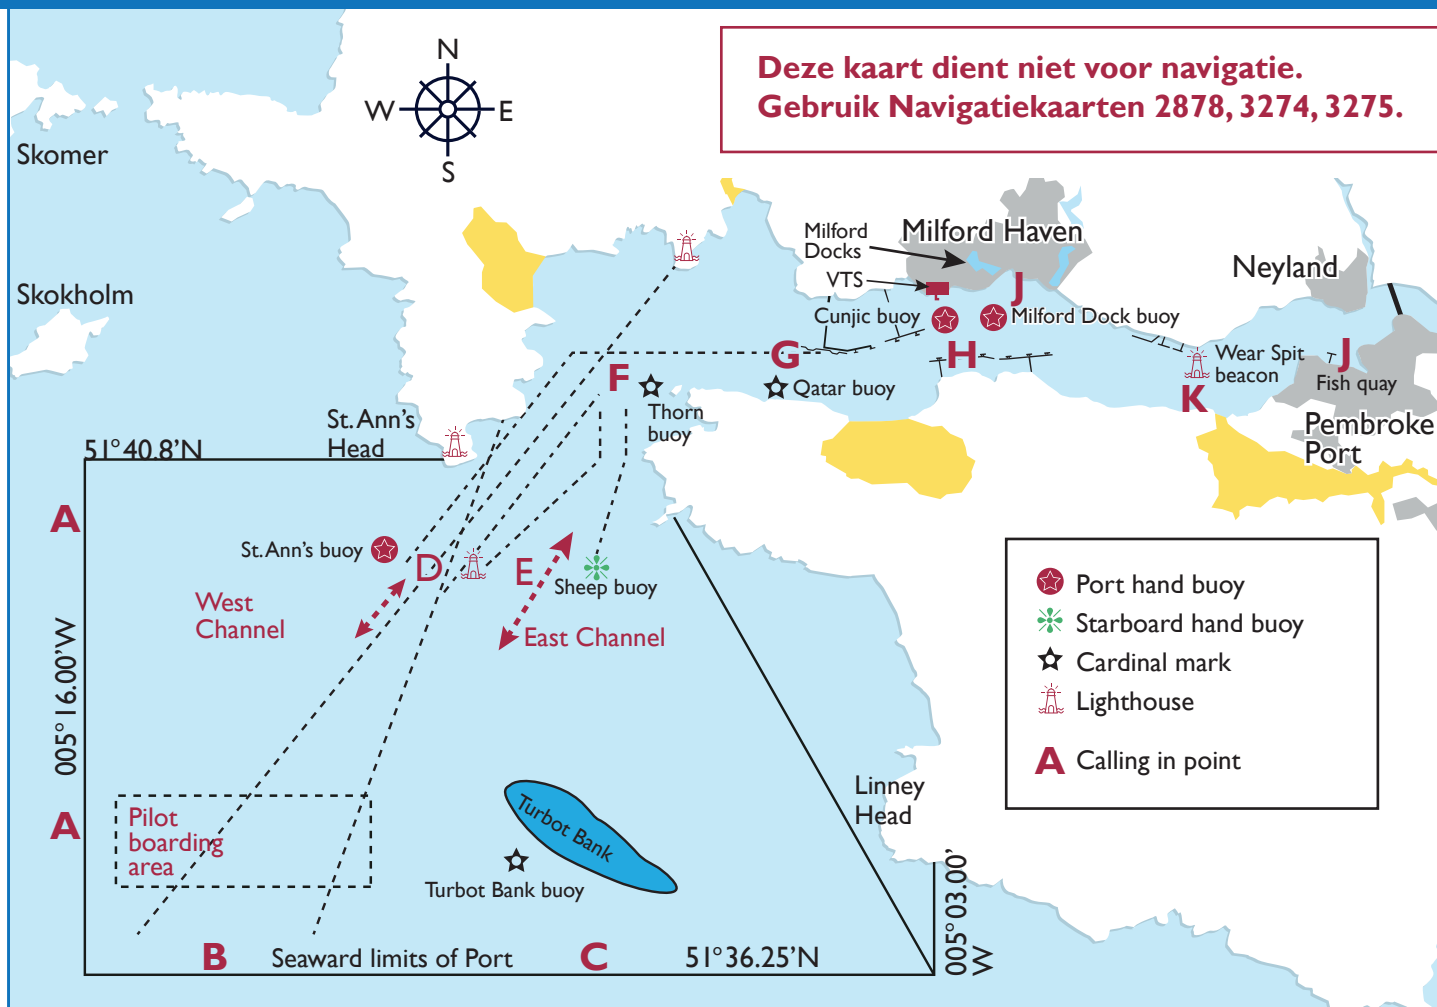 Deze kaart dient niet voor navigatie.
Gebruik Navigatiekaarten 2878, 3274, 3275.
N
W
E
S
Skomer
Skokholm
Milford
Docks
Milford Haven
VTS
J
Neyland
Cunjic buoy
Milford Dock buoy
G
H
Wear Spit
beacon
J
Fish quay
K
F
Qatar buoy
Thorn
buoy
St. Ann's
Head
Pembroke
Port
51° 40.8'N
A
St. Ann's buoy
D
E
Sheep buoy
West
Channel
East Channel
005° 16.00'W
Port hand buoy
Starboard hand buoy
Cardinal mark
Lighthouse
A Calling in point
Linney
Head
A
Pilot
boarding
area
Turbot Bank
Turbot Bank buoy
005° 03.00'
W
B
Seaward limits of Port
C
51° 36.25'N